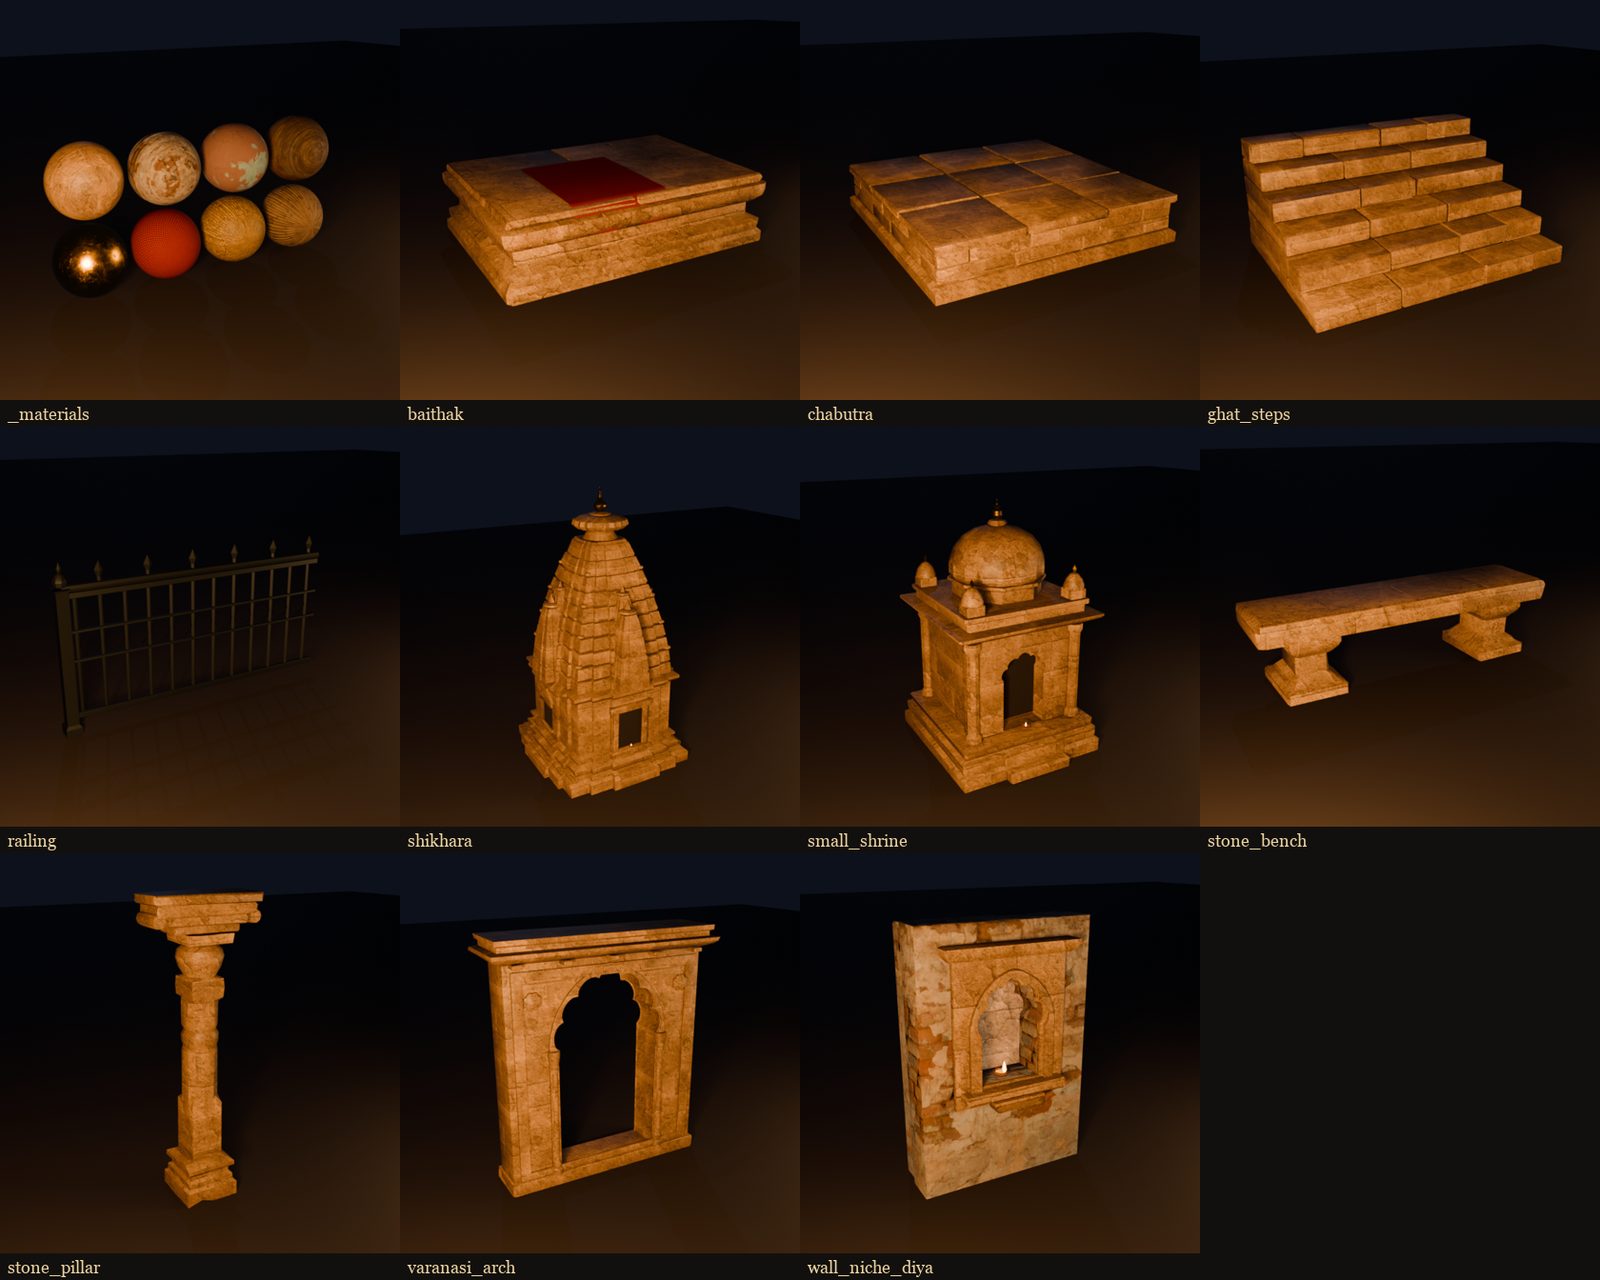 _materials
baithak
chabutra
ghat_steps
railing
shikhara
small_shrine
stone_bench
stone_pillar
varanasi_arch
wall_niche_diya